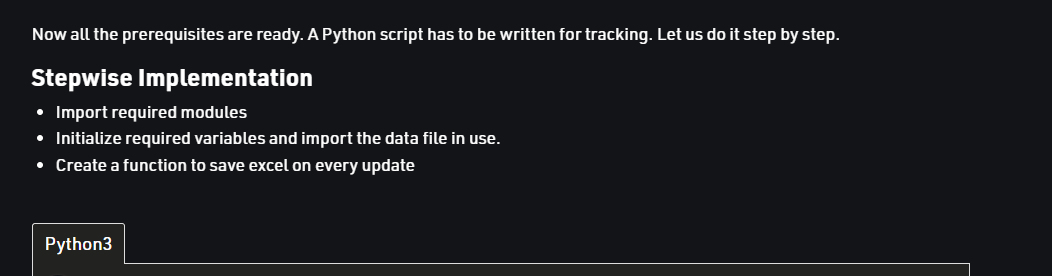 Now all the prerequisites are ready. A Python script has to be written for tracking. Let us do it step by step.
Stepwise Implementation
• Import required modules
• Initialize required variables and import the data file in use.
• Create a function to save excel on every update
Python3